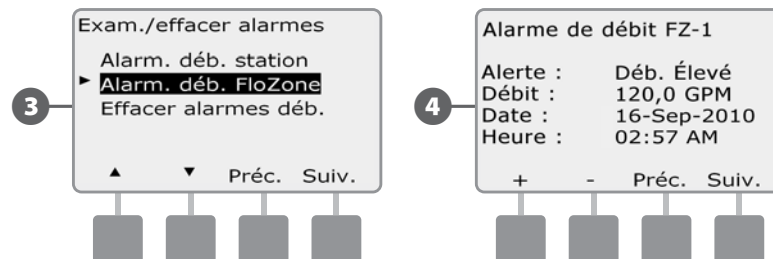 3
Exam./effacer alarmes
Alarm. déb. station
► Alarm. déb. FloZone
Effacer alarmes déb.
▲ ▼ Préc. Suiv.
4
Alarme de débit FZ-1
Alerte : Déb. Élevé
Débit : 120,0 GPM
Date : 16-Sep-2010
Heure : 02:57 AM
+ - Préc. Suiv.